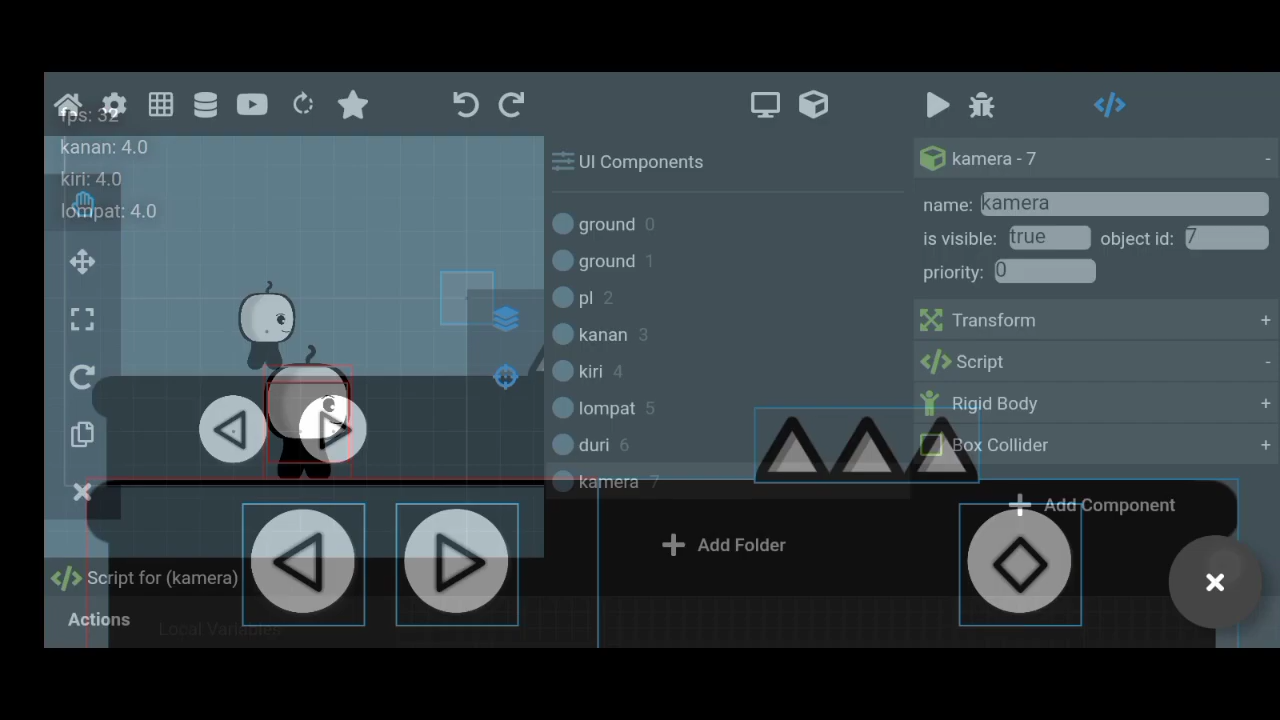 fps: 32
kanan: 4.0
kiri: 4.0
lompat: 4.0
UI Components
ground 0
ground 1
pl 2
kanan 3
kiri 4
lompat 5
duri 6
kamera 7
Add Folder
kamera - 7 -
name: kamera
is visible: true object id: 7
priority: 0
Transform +
Script -
Rigid Body +
Box Collider +
Add Component
Script for (kamera)
Actions
Local Variables